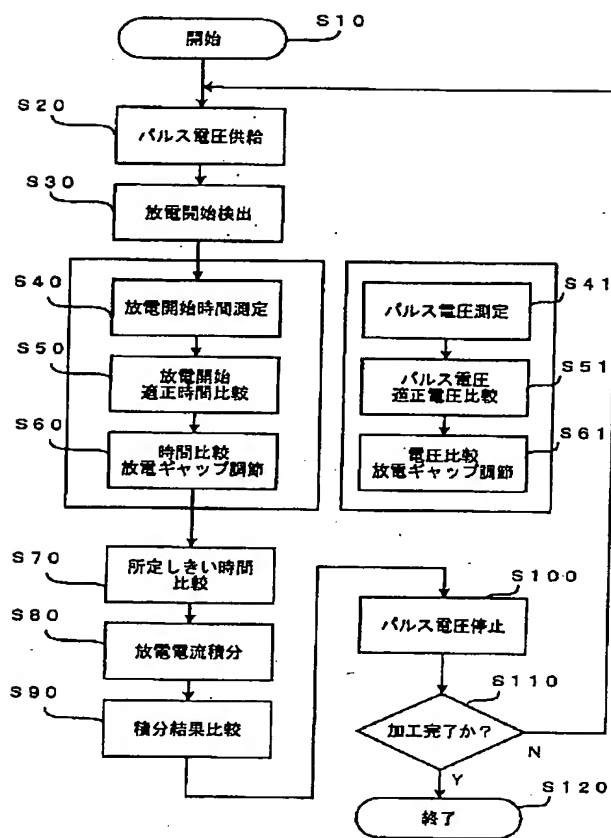 S10
開始
S20
パルス電圧供給
S30
放電開始検出
S40
放電開始時間測定
S50
放電開始
適正時間比較
S60
時間比較
放電ギャップ調節
S41
パルス電圧測定
S51
パルス電圧
適正電圧比較
S61
電圧比較
放電ギャップ調節
S70
所定しきい時間
比較
S80
放電電流積分
S90
積分結果比較
S100
パルス電圧停止
S110
加工完了か?
N
Y
S120
終了